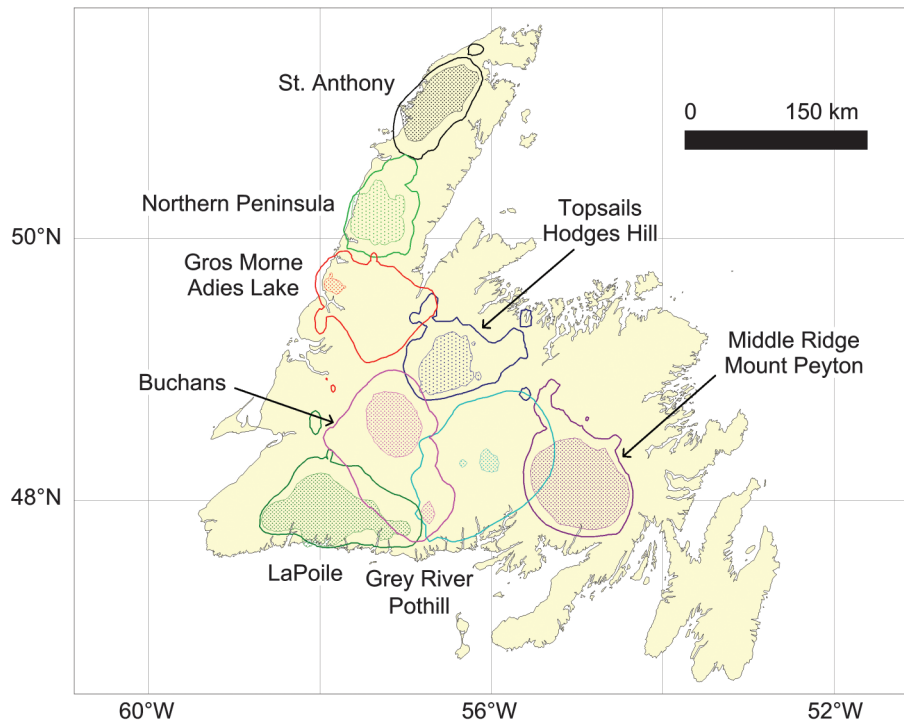 St. Anthony
0 150 km
Northern Peninsula
Topsails
Hodges Hill
50°N
Gros Morne
Adies Lake
Middle Ridge
Mount Peyton
Buchans
48°N
LaPoile
Grey River
Pothill
60°W
56°W
52°W